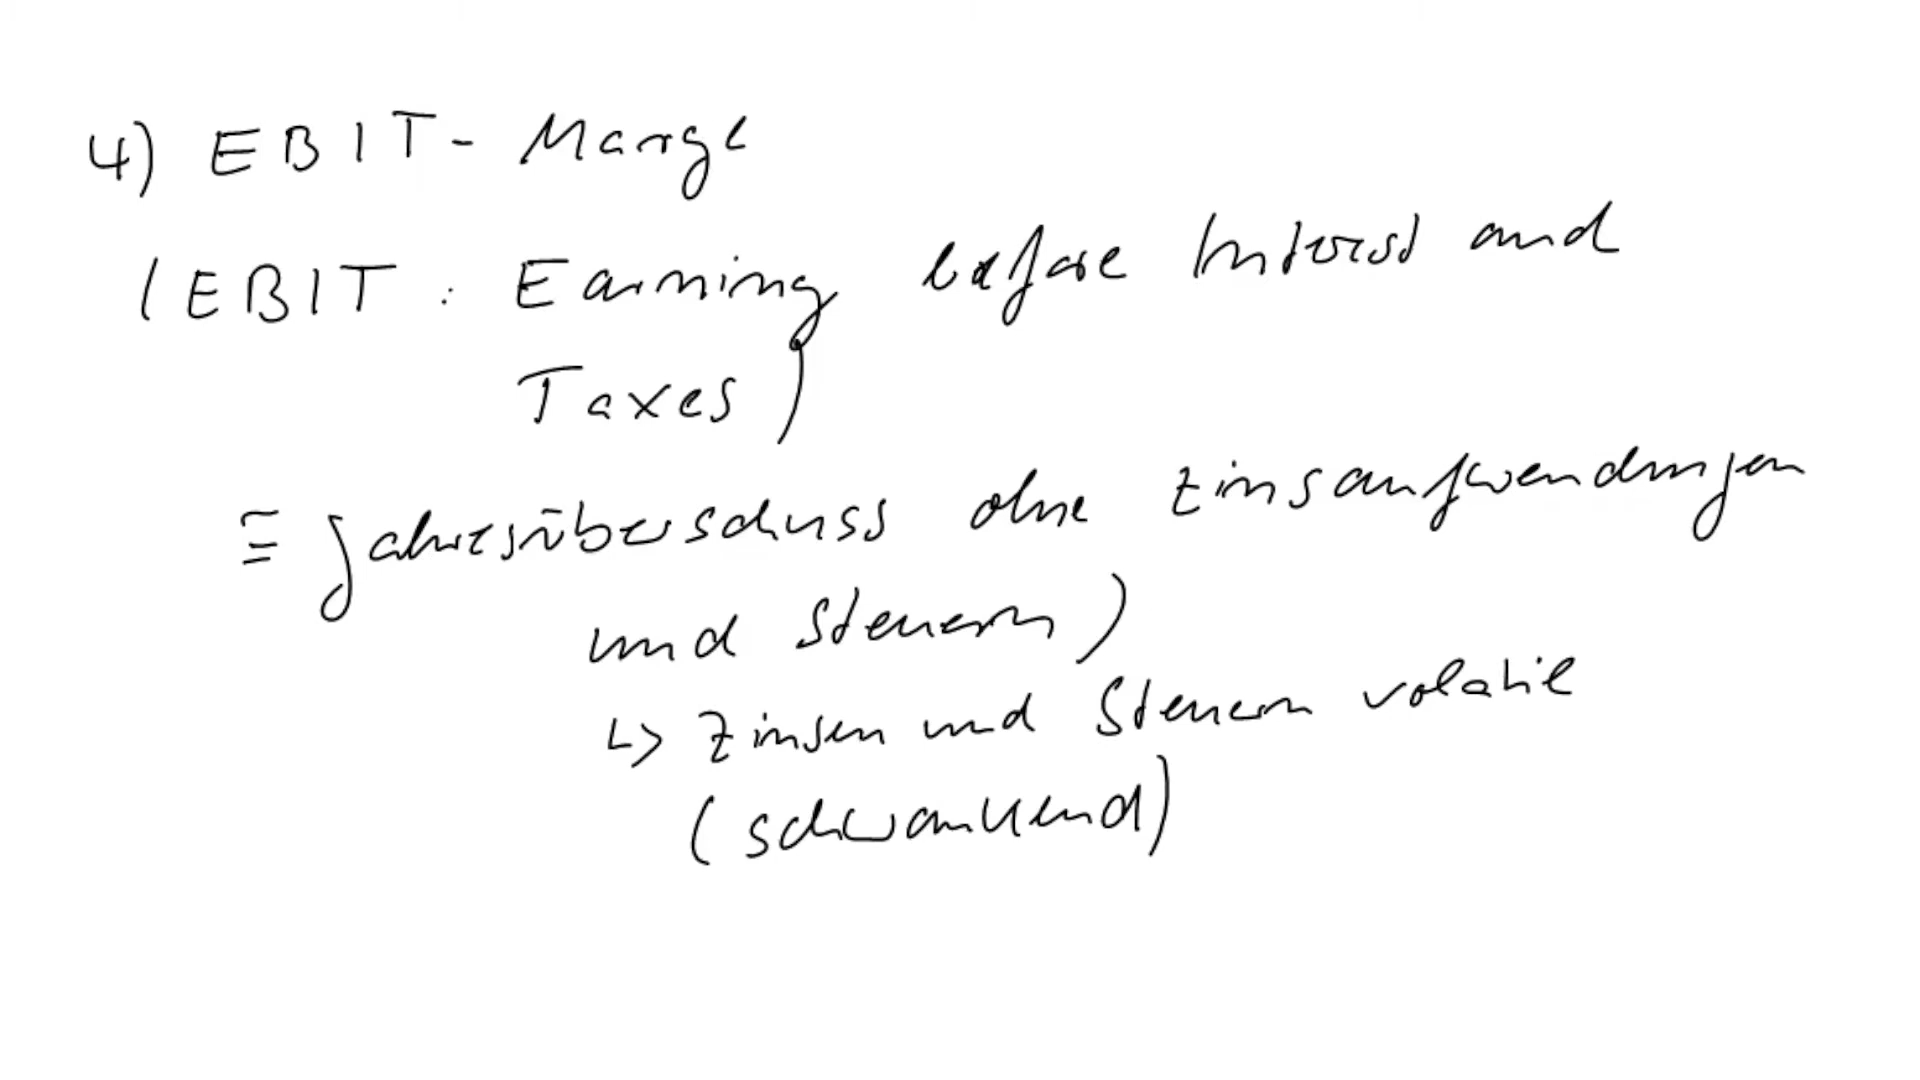 4) EBIT - Marge
(EBIT : Earning before Interest and
Taxes)
≡ Jahresüberschuss ohne Zinsaufwendungen
und Steuern)
↳ Zinsen und Steuern volatil
(schwankend)